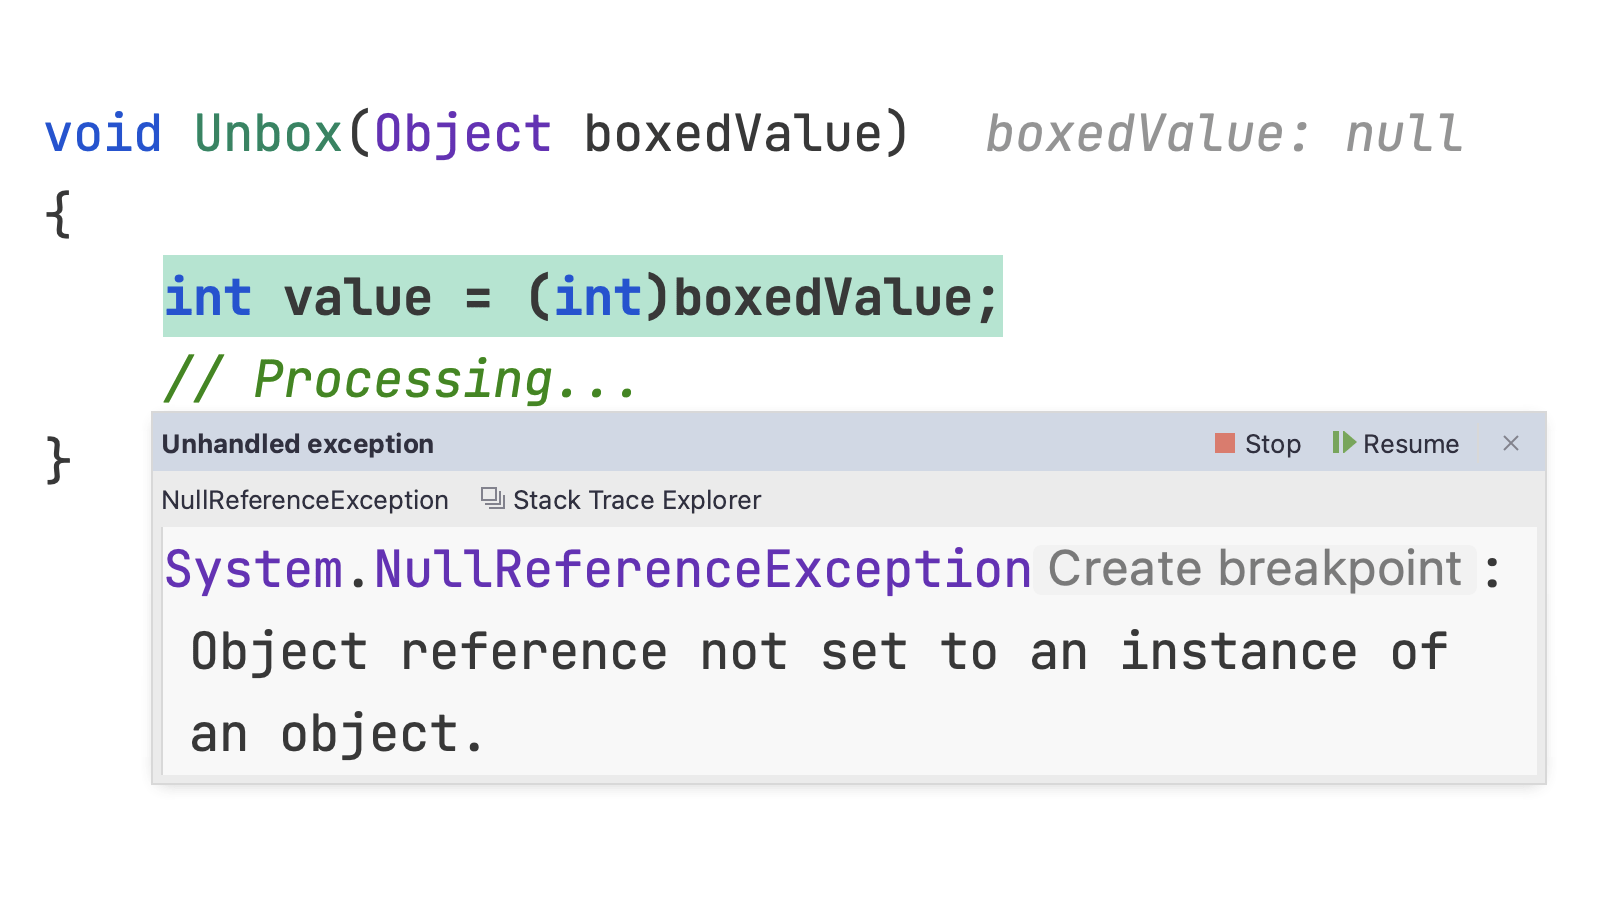 void Unbox(Object boxedValue)   boxedValue: null
{
    int value = (int)boxedValue;
    // Processing...
}
Unhandled exception Stop Resume ×
NullReferenceException Stack Trace Explorer
System.NullReferenceException Create breakpoint :
Object reference not set to an instance of
an object.